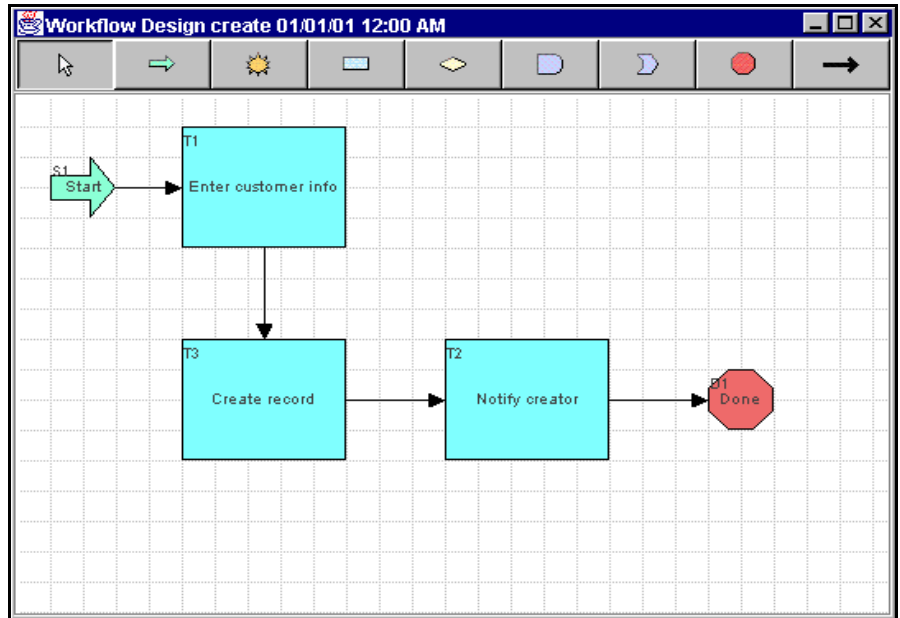 Workflow Design create 01/01/01 12:00 AM
T1
S1
Start
Enter customer info
T3
T2
D1
Create record
Notify creator
Done